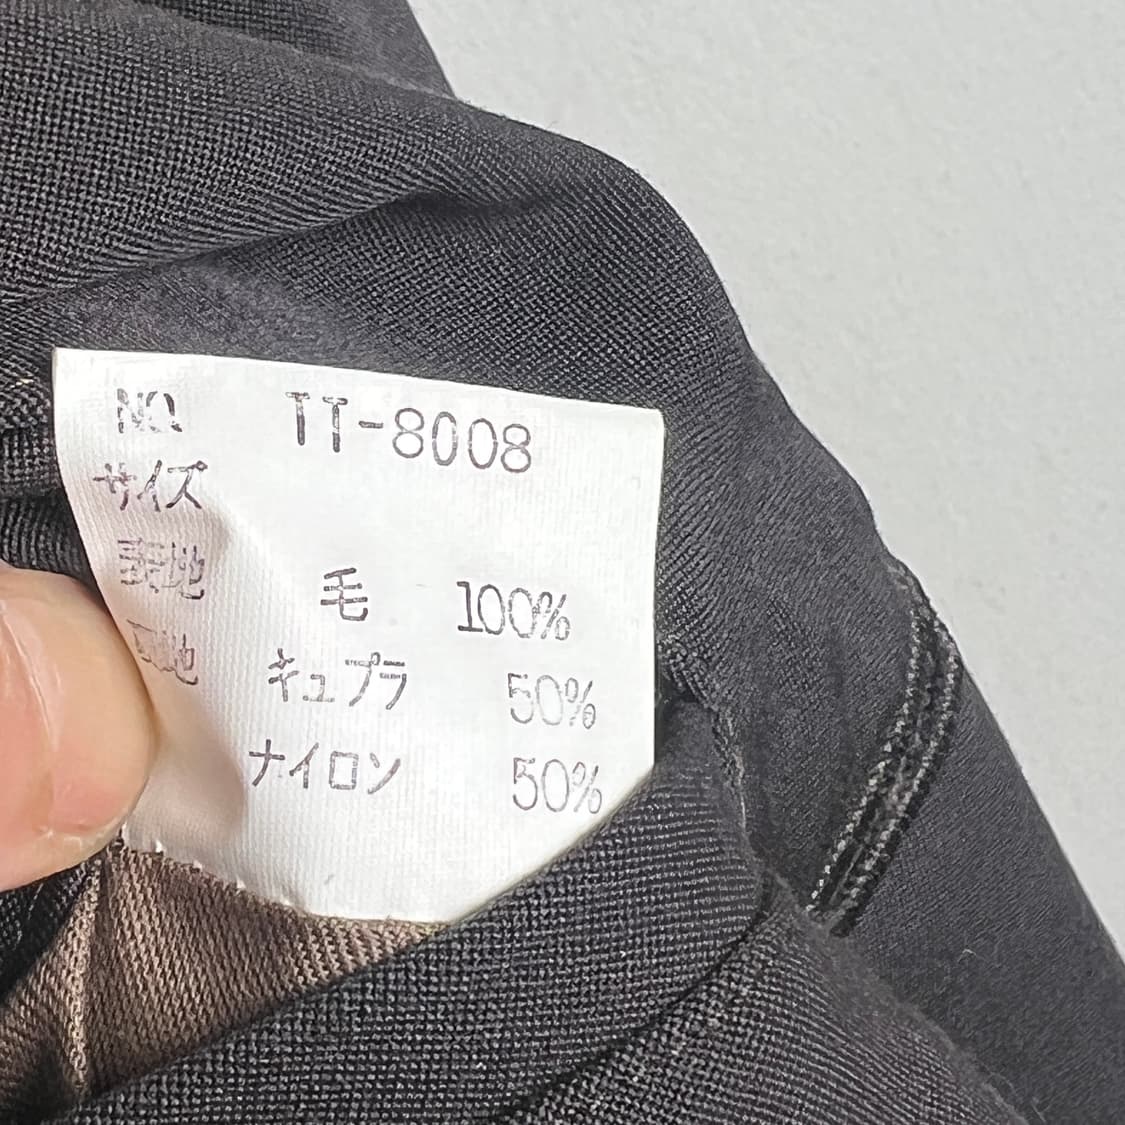 NO. TT-8008
サイズ
表地 毛 100%
裏地 キュプラ 50%
ナイロン 50%